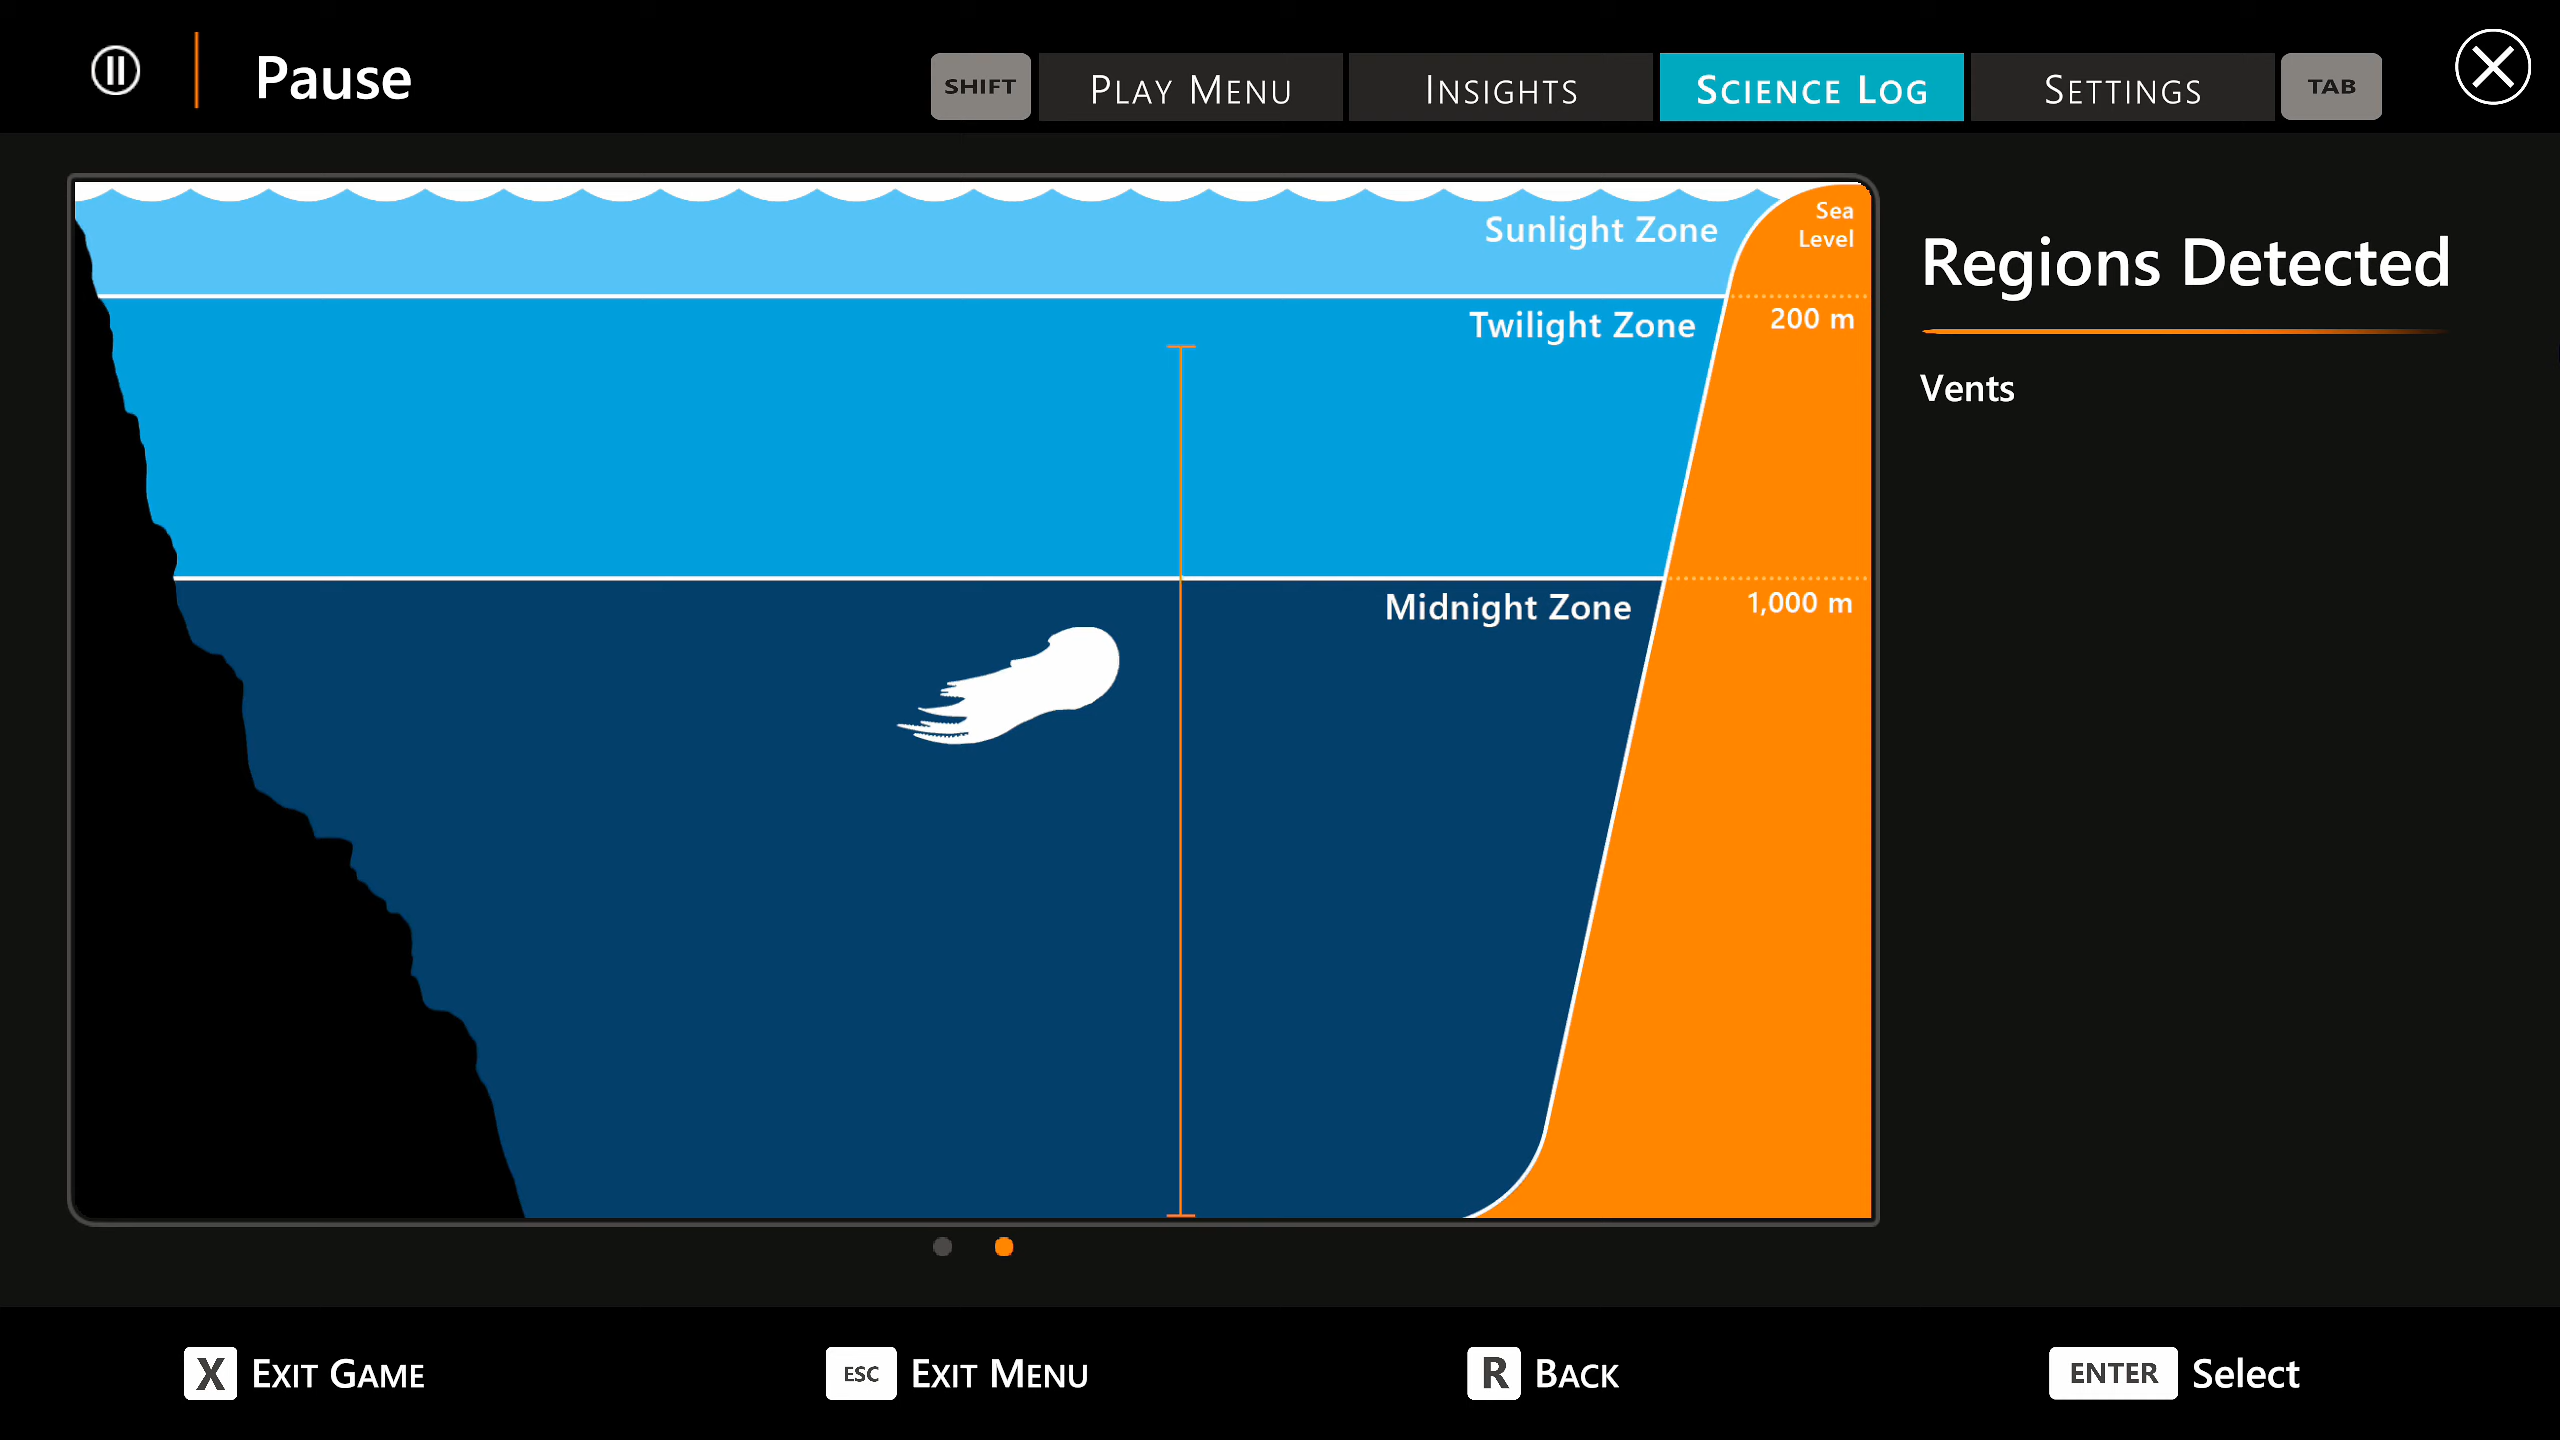 Pause
SHIFT
PLAY MENU
INSIGHTS
SCIENCE LOG
SETTINGS
TAB
Sunlight Zone
Sea
Level
Twilight Zone
200 m
Midnight Zone
1,000 m
Regions Detected
Vents
X EXIT GAME
ESC EXIT MENU
R BACK
ENTER Select